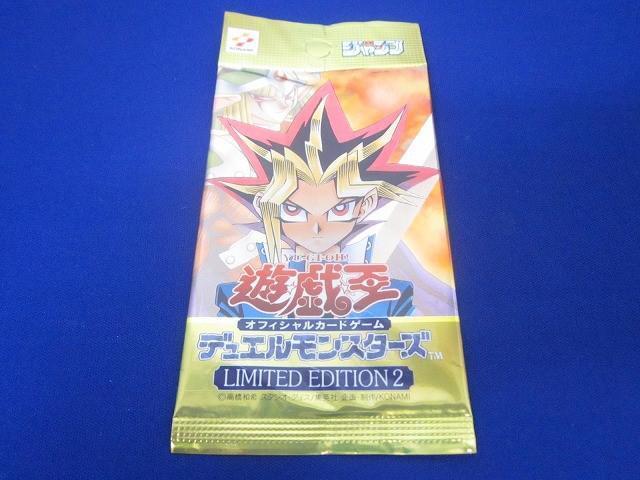 KONAMI
ジャンプ
YU-GI-OH!
遊戯王
オフィシャルカードゲーム
デュエルモンスターズ™
LIMITED EDITION 2
©高橋和希 スタジオ・ダイス/集英社 企画・制作/KONAMI